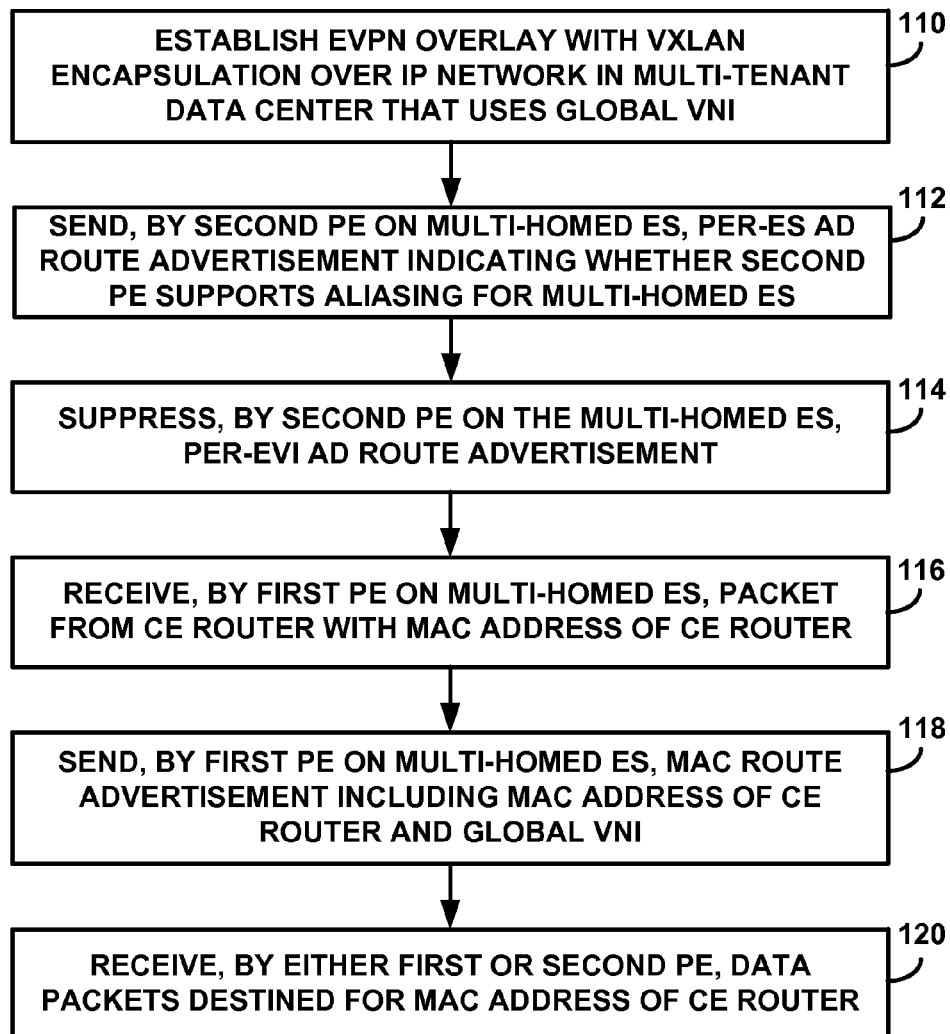 110
ESTABLISH EVPN OVERLAY WITH VXLAN
ENCAPSULATION OVER IP NETWORK IN MULTI-TENANT
DATA CENTER THAT USES GLOBAL VNI
112
SEND, BY SECOND PE ON MULTI-HOMED ES, PER-ES AD
ROUTE ADVERTISEMENT INDICATING WHETHER SECOND
PE SUPPORTS ALIASING FOR MULTI-HOMED ES
114
SUPPRESS, BY SECOND PE ON THE MULTI-HOMED ES,
PER-EVI AD ROUTE ADVERTISEMENT
116
RECEIVE, BY FIRST PE ON MULTI-HOMED ES, PACKET
FROM CE ROUTER WITH MAC ADDRESS OF CE ROUTER
118
SEND, BY FIRST PE ON MULTI-HOMED ES, MAC ROUTE
ADVERTISEMENT INCLUDING MAC ADDRESS OF CE
ROUTER AND GLOBAL VNI
120
RECEIVE, BY EITHER FIRST OR SECOND PE, DATA
PACKETS DESTINED FOR MAC ADDRESS OF CE ROUTER